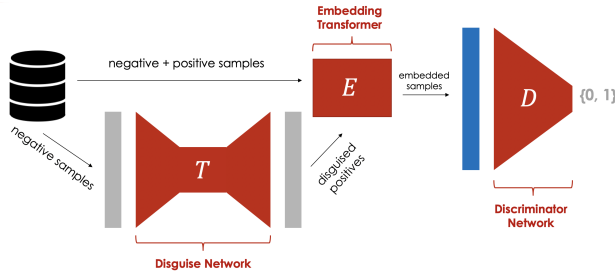 Embedding
Transformer
negative + positive samples
E
embedded
samples
D
{0, 1}
negative samples
T
disguised
positives
Disguise Network
Discriminator
Network